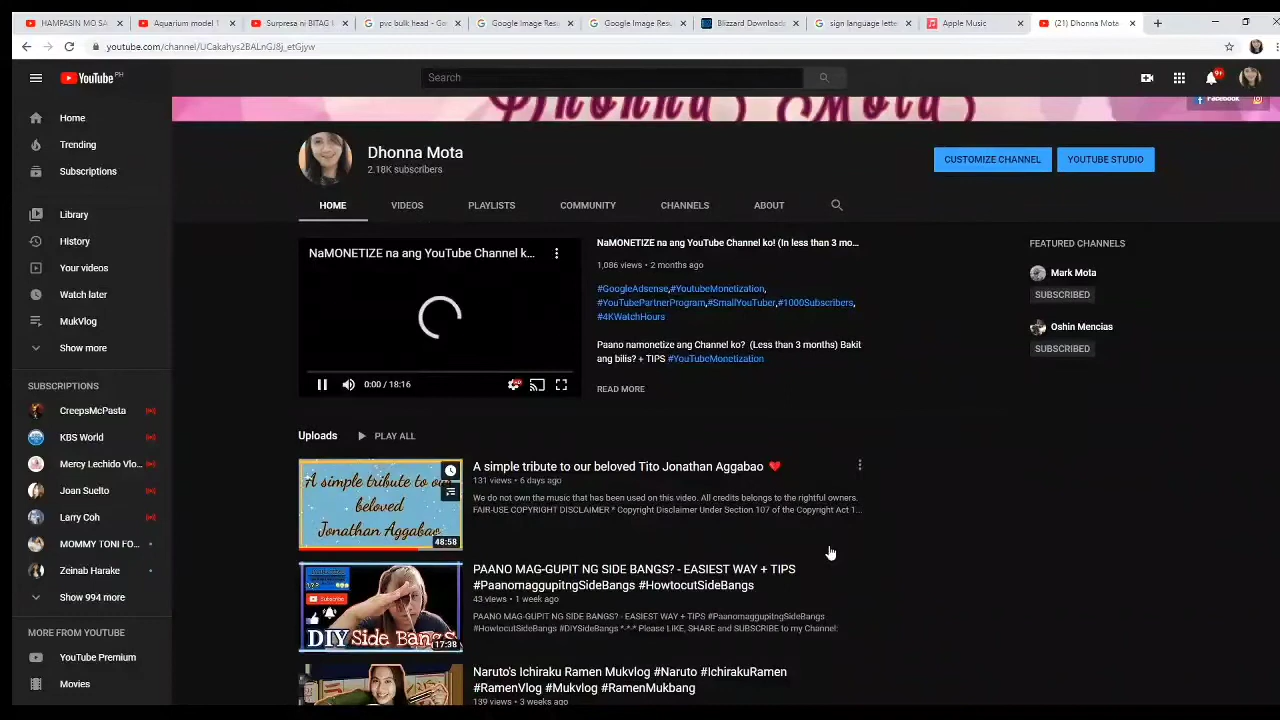 HAMPASIN MO SA
Aquarium model 1
Surpresa ni BITAG
pvc bulk head - Go
Google Image Resu
Google Image Resu
Blizzard Download
sign language lette
Apple Music
(21) Dhonna Mota
youtube.com/channel/UCakahys2BALnGJ8j_etGjyw
YouTube PH
Search
9+
Dhonna Mota
Facebook
Home
Trending
Subscriptions
Library
History
Your videos
Watch later
MukVlog
Show more
SUBSCRIPTIONS
CreepsMcPasta
KBS World
Mercy Lechido Vlo...
Joan Suelto
Larry Coh
MOMMY TONI FO...
Zeinab Harake
Show 994 more
MORE FROM YOUTUBE
YouTube Premium
Movies
Dhonna Mota
2.18K subscribers
CUSTOMIZE CHANNEL
YOUTUBE STUDIO
HOME
VIDEOS
PLAYLISTS
COMMUNITY
CHANNELS
ABOUT
NaMONETIZE na ang YouTube Channel k...
0:00 / 18:16
NaMONETIZE na ang YouTube Channel ko! (In less than 3 mo...
1,086 views • 2 months ago
#GoogleAdsense,#YoutubeMonetization,
#YouTubePartnerProgram,#SmallYouTuber,#1000Subscribers,
#4KWatchHours
Paano namonetize ang Channel ko? (Less than 3 months) Bakit
ang bilis? + TIPS #YouTubeMonetization
READ MORE
FEATURED CHANNELS
Mark Mota
SUBSCRIBED
Oshin Mencias
SUBSCRIBED
Uploads
PLAY ALL
A simple tribute to our
beloved
Jonathan Aggabao
48:58
A simple tribute to our beloved Tito Jonathan Aggabao ❤️
131 views • 6 days ago
We do not own the music that has been used on this video. All credits belongs to the rightful owners.
FAIR-USE COPYRIGHT DISCLAIMER * Copyright Disclaimer Under Section 107 of the Copyright Act 1...
Subscribe
DIY Side Bangs
17:38
PAANO MAG-GUPIT NG SIDE BANGS? - EASIEST WAY + TIPS
#PaanomaggupitngSideBangs #HowtocutSideBangs
43 views • 1 week ago
PAANO MAG-GUPIT NG SIDE BANGS? - EASIEST WAY + TIPS #PaanomaggupitngSideBangs
#HowtocutSideBangs #DIYSideBangs *-*-* Please LIKE, SHARE and SUBSCRIBE to my Channel:
Naruto's Ichiraku Ramen Mukvlog #Naruto #IchirakuRamen
#RamenVlog #Mukvlog #RamenMukbang
139 views • 3 weeks ago